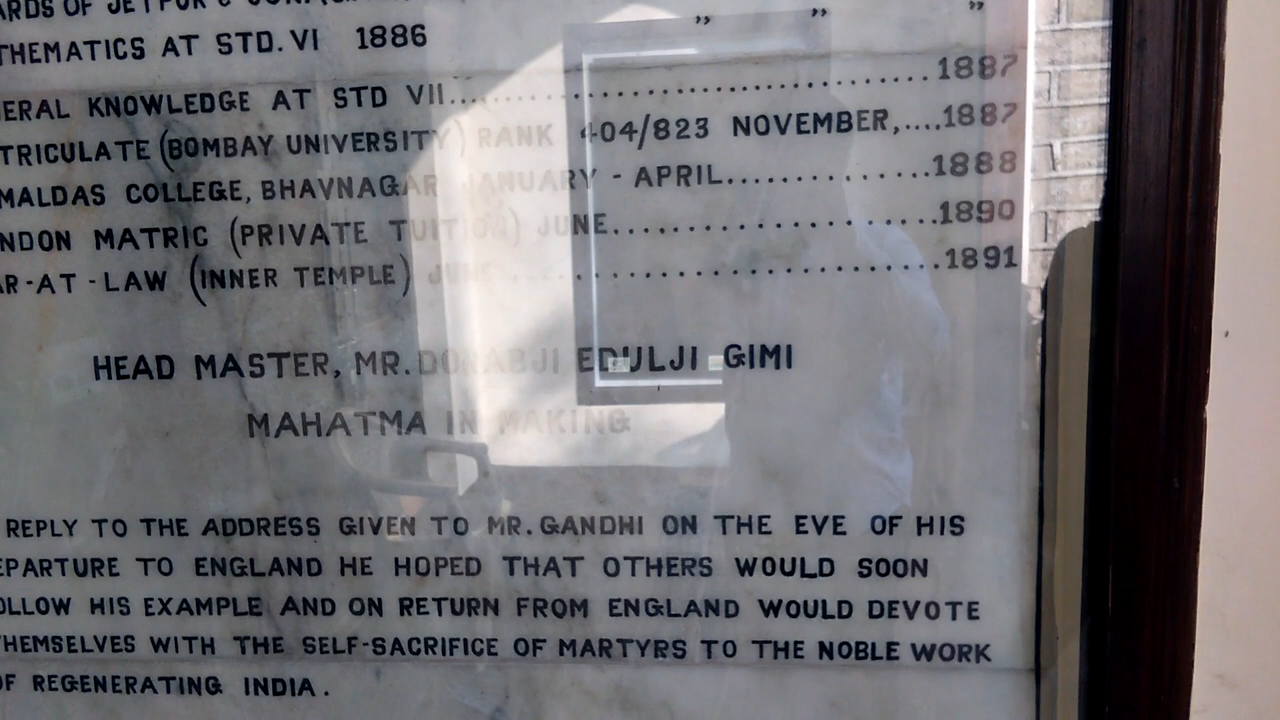 ARDS OF JETPUR & JUNAG
THEMATICS AT STD. VI 1886 ,, ,, ,,
ERAL KNOWLEDGE AT STD VII....................................1887
TRICULATE (BOMBAY UNIVERSITY) RANK 404/823 NOVEMBER,....1887
MALDAS COLLEGE, BHAVNAGAR JANUARY - APRIL..............1888
NDON MATRIC (PRIVATE TUITION) JUNE......................1890
AR-AT-LAW (INNER TEMPLE) JUNE..........................1891
HEAD MASTER, MR. DORABJI EDULJI GIMI
MAHATMA IN MAKING
REPLY TO THE ADDRESS GIVEN TO MR. GANDHI ON THE EVE OF HIS
EPARTURE TO ENGLAND HE HOPED THAT OTHERS WOULD SOON
OLLOW HIS EXAMPLE AND ON RETURN FROM ENGLAND WOULD DEVOTE
THEMSELVES WITH THE SELF-SACRIFICE OF MARTYRS TO THE NOBLE WORK
OF REGENERATING INDIA.